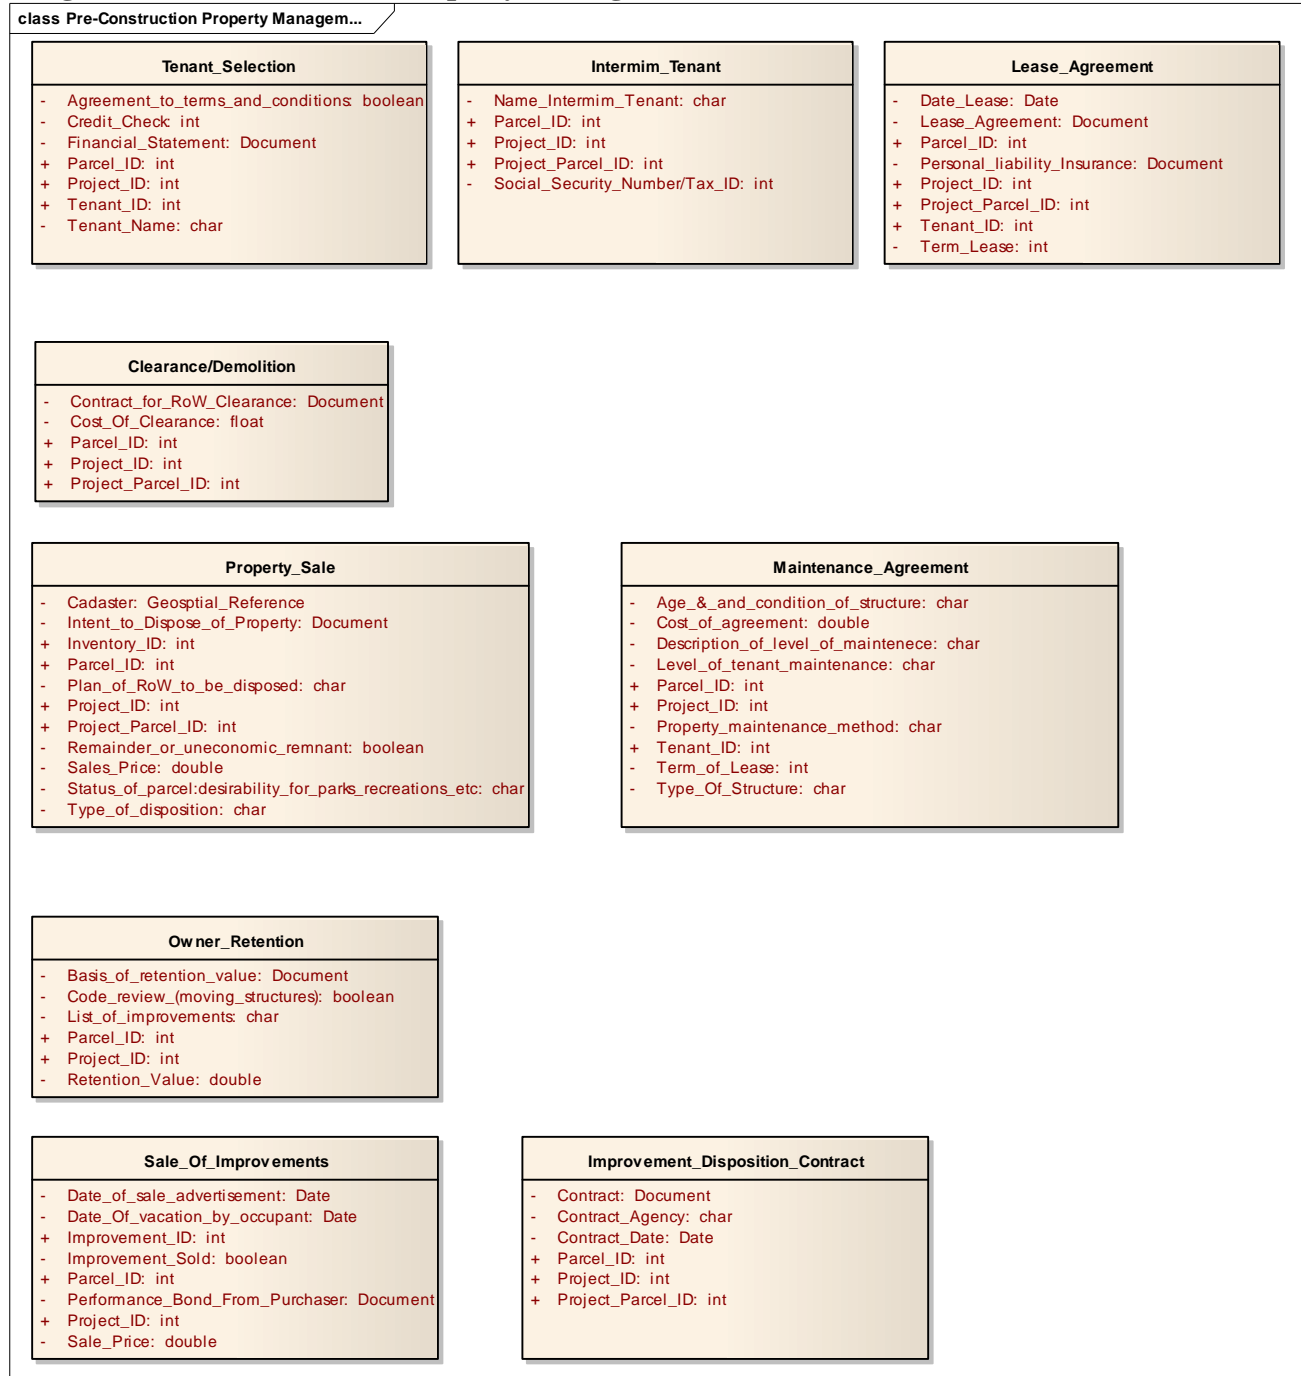 class Pre-Construction Property Managem...
Tenant_Selection
- Agreement_to_terms_and_conditions: boolean
- Credit_Check: int
- Financial_Statement: Document
+ Parcel_ID: int
+ Project_ID: int
+ Tenant_ID: int
- Tenant_Name: char
Intermim_Tenant
- Name_Intermim_Tenant: char
+ Parcel_ID: int
+ Project_ID: int
+ Project_Parcel_ID: int
- Social_Security_Number/Tax_ID: int
Lease_Agreement
- Date_Lease: Date
- Lease_Agreement: Document
+ Parcel_ID: int
- Personal_liability_Insurance: Document
+ Project_ID: int
+ Project_Parcel_ID: int
+ Tenant_ID: int
- Term_Lease: int
Clearance/Demolition
- Contract_for_RoW_Clearance: Document
- Cost_Of_Clearance: float
+ Parcel_ID: int
+ Project_ID: int
+ Project_Parcel_ID: int
Property_Sale
- Cadaster: Geosptial_Reference
- Intent_to_Dispose_of_Property: Document
+ Inventory_ID: int
+ Parcel_ID: int
- Plan_of_RoW_to_be_disposed: char
+ Project_ID: int
+ Project_Parcel_ID: int
- Remainder_or_uneconomic_remnant: boolean
- Sales_Price: double
- Status_of_parcel:desirability_for_parks_recreations_etc: char
- Type_of_disposition: char
Maintenance_Agreement
- Age_&_and_condition_of_structure: char
- Cost_of_agreement: double
- Description_of_level_of_maintenece: char
- Level_of_tenant_maintenance: char
+ Parcel_ID: int
+ Project_ID: int
- Property_maintenance_method: char
+ Tenant_ID: int
- Term_of_Lease: int
- Type_Of_Structure: char
Owner_Retention
- Basis_of_retention_value: Document
- Code_review_(moving_structures): boolean
- List_of_improvements: char
+ Parcel_ID: int
+ Project_ID: int
- Retention_Value: double
Sale_Of_Improvements
- Date_of_sale_advertisement: Date
- Date_Of_vacation_by_occupant: Date
+ Improvement_ID: int
- Improvement_Sold: boolean
+ Parcel_ID: int
- Performance_Bond_From_Purchaser: Document
+ Project_ID: int
- Sale_Price: double
Improvement_Disposition_Contract
- Contract: Document
- Contract_Agency: char
- Contract_Date: Date
+ Parcel_ID: int
+ Project_ID: int
+ Project_Parcel_ID: int